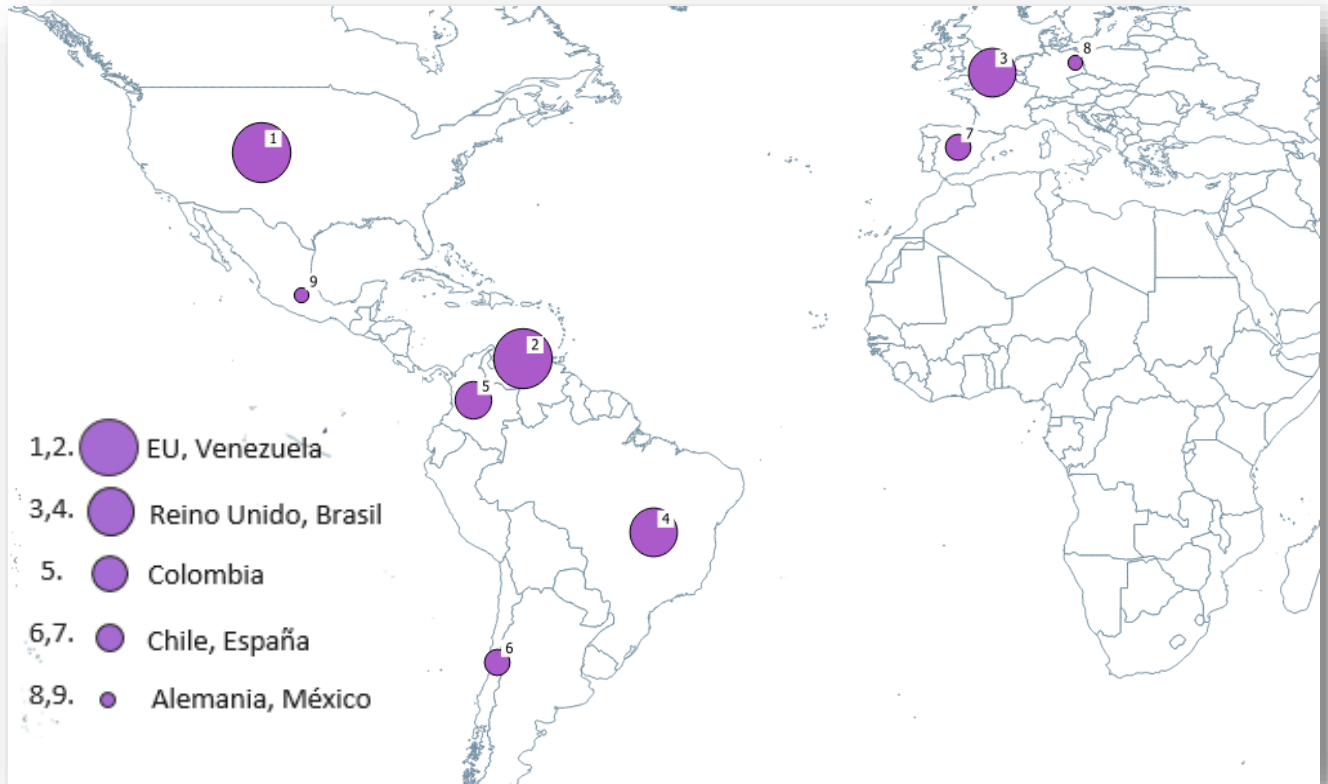 3
8
1
7
9
2
5
1,2. EU, Venezuela
3,4. Reino Unido, Brasil
4
5. Colombia
6,7. Chile, España
6
8,9. Alemania, México